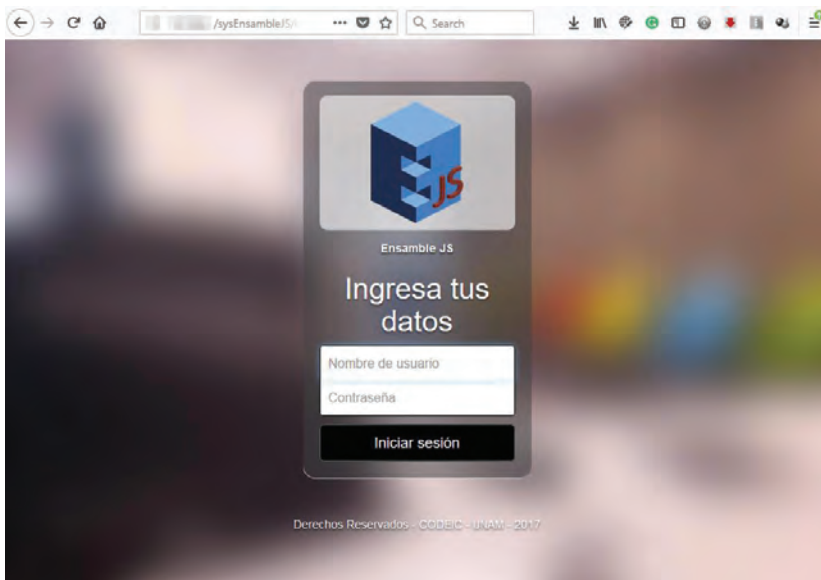 /sysEnsambleJS/
Search
JS
Ensamble JS
Ingresa tus
datos
Nombre de usuario
Contraseña
Iniciar sesión
Derechos Reservados - CODEIC - UNAM - 2017